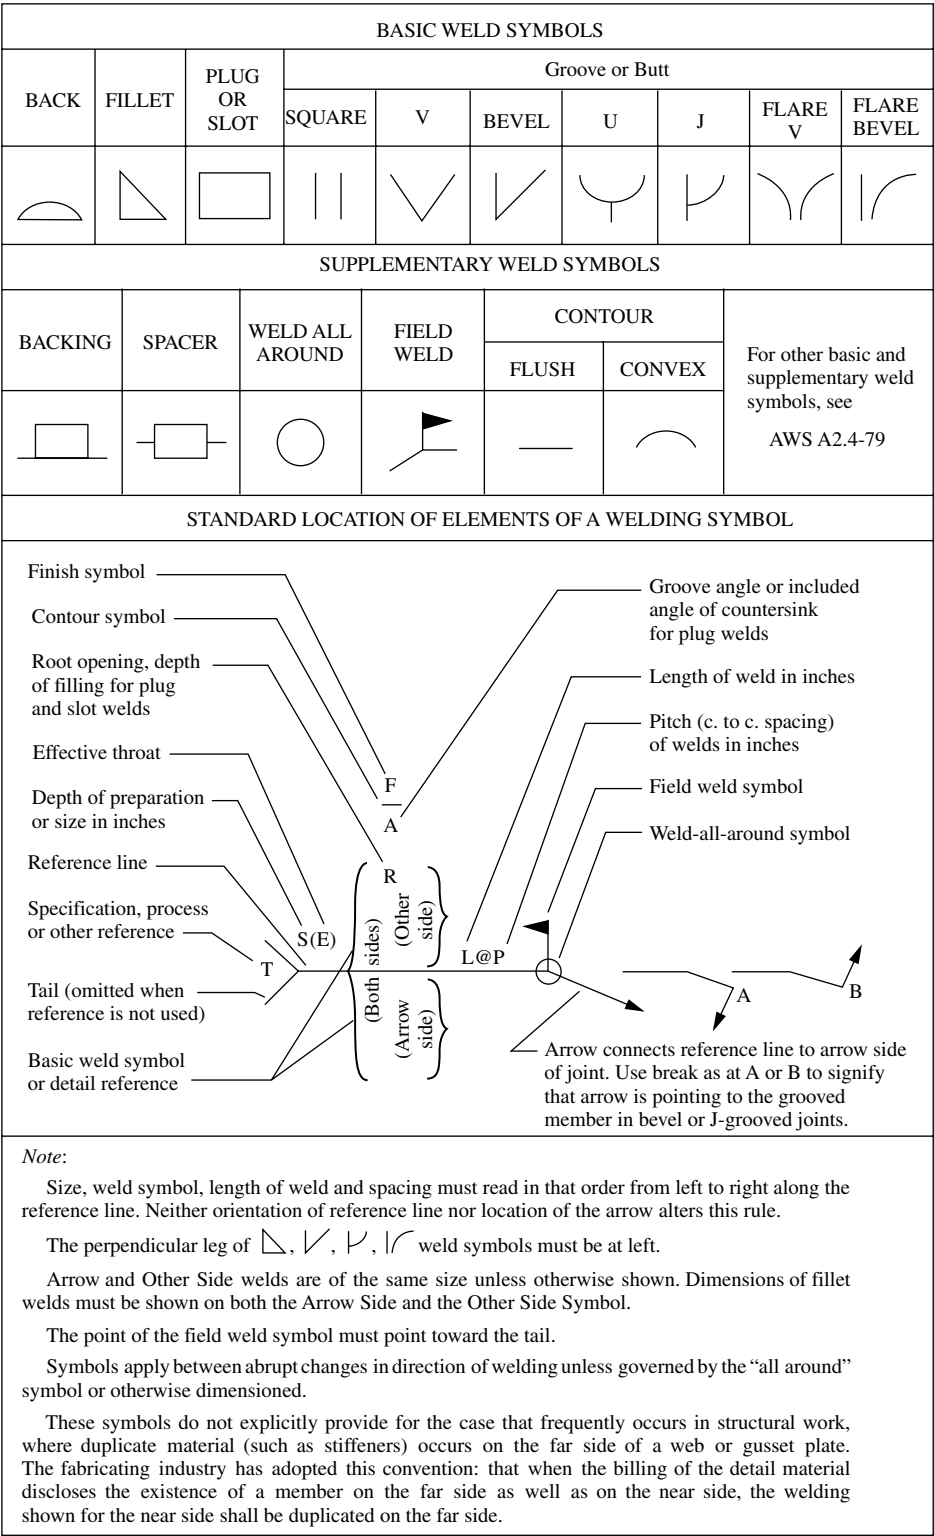 BASIC WELD SYMBOLS
BACK
FILLET
PLUG
OR
SLOT
Groove or Butt
SQUARE
V
BEVEL
U
J
FLARE
V
FLARE
BEVEL
SUPPLEMENTARY WELD SYMBOLS
BACKING
SPACER
WELD ALL
AROUND
FIELD
WELD
CONTOUR
FLUSH
CONVEX
For other basic and
supplementary weld
symbols, see
AWS A2.4-79
STANDARD LOCATION OF ELEMENTS OF A WELDING SYMBOL
Finish symbol
Contour symbol
Root opening, depth
of filling for plug
and slot welds
Effective throat
Depth of preparation
or size in inches
Reference line
Specification, process
or other reference
Tail (omitted when
reference is not used)
Basic weld symbol
or detail reference
F
A
R
S(E)
T
(Both sides)
(Other
side)
(Arrow
side)
L@P
A
B
Groove angle or included
angle of countersink
for plug welds
Length of weld in inches
Pitch (c. to c. spacing)
of welds in inches
Field weld symbol
Weld-all-around symbol
Arrow connects reference line to arrow side
of joint. Use break as at A or B to signify
that arrow is pointing to the grooved
member in bevel or J-grooved joints.
Note:
Size, weld symbol, length of weld and spacing must read in that order from left to right along the
reference line. Neither orientation of reference line nor location of the arrow alters this rule.
The perpendicular leg of , , , weld symbols must be at left.
Arrow and Other Side welds are of the same size unless otherwise shown. Dimensions of fillet
welds must be shown on both the Arrow Side and the Other Side Symbol.
The point of the field weld symbol must point toward the tail.
Symbols apply between abrupt changes in direction of welding unless governed by the “all around”
symbol or otherwise dimensioned.
These symbols do not explicitly provide for the case that frequently occurs in structural work,
where duplicate material (such as stiffeners) occurs on the far side of a web or gusset plate.
The fabricating industry has adopted this convention: that when the billing of the detail material
discloses the existence of a member on the far side as well as on the near side, the welding
shown for the near side shall be duplicated on the far side.